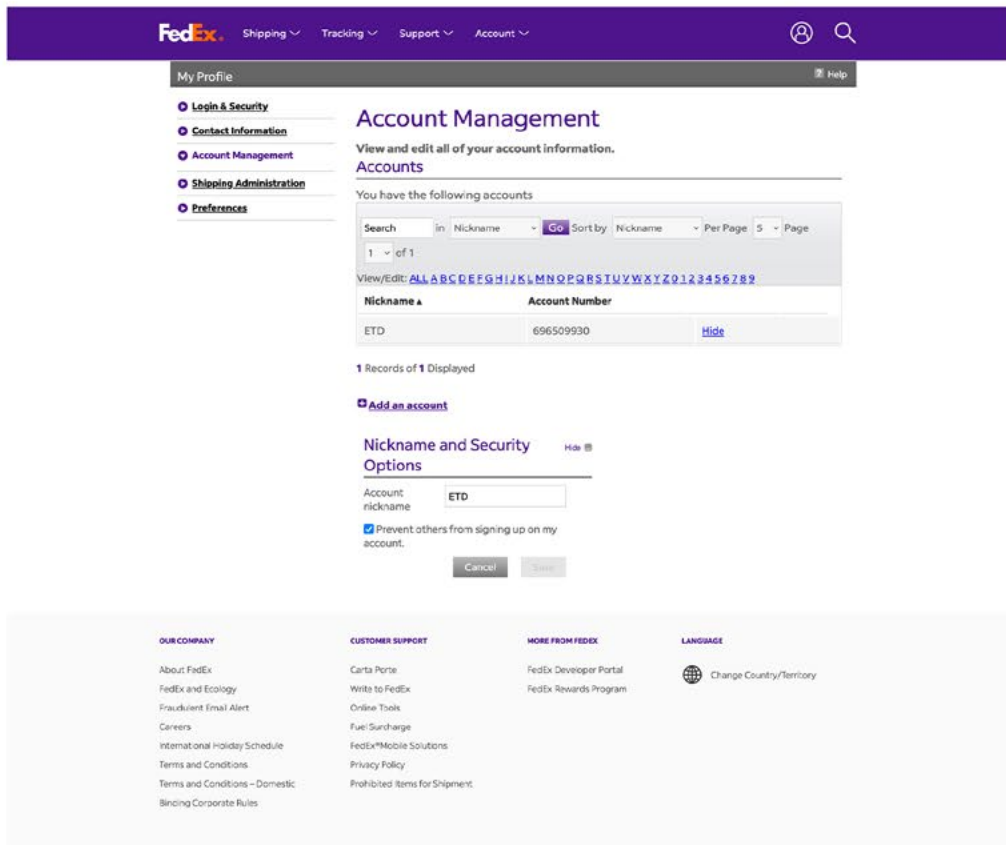 FedEx. Shipping Tracking Support Account
My Profile
? Help
Login & Security
Contact Information
Account Management
Shipping Administration
Preferences
Account Management
View and edit all of your account information.
Accounts
You have the following accounts
Search in Nickname Go Sort by Nickname Per Page 5 Page
1 of 1
View/Edit: ALL A B C D E F G H I J K L M N O P Q R S T U V W X Y Z 0 1 2 3 4 5 6 7 8 9
Nickname Account Number
ETD 696509930 Hide
1 Records of 1 Displayed
Add an account
Nickname and Security
Options
Hide
Account
nickname
ETD
Prevent others from signing up on my
account.
Cancel Save
OUR COMPANY
About FedEx
FedEx and Ecology
Fraudulent Email Alert
Careers
International Holiday Schedule
Terms and Conditions
Terms and Conditions – Domestic
Binding Corporate Rules
CUSTOMER SUPPORT
Carta Porte
Write to FedEx
Online Tools
Fuel Surcharge
FedEx®Mobile Solutions
Privacy Policy
Prohibited Items for Shipment
MORE FROM FEDEX
FedEx Developer Portal
FedEx Rewards Program
LANGUAGE
Change Country/Territory